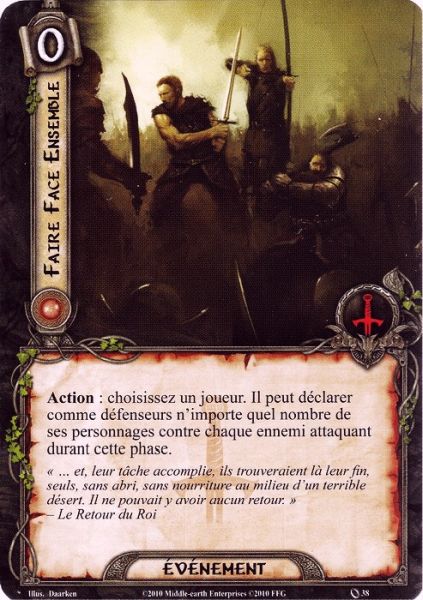 0
FAIRE FACE ENSEMBLE
Action : choisissez un joueur. Il peut déclarer
comme défenseurs n’importe quel nombre de
ses personnages contre chaque ennemi attaquant
durant cette phase.
« … et, leur tâche accomplie, ils trouveraient là leur fin,
seuls, sans abri, sans nourriture au milieu d’un terrible
désert. Il ne pouvait y avoir aucun retour. »
– Le Retour du Roi
ÉVÉNEMENT
Illus. Daarken ©2010 Middle-earth Enterprises ©2010 FFG 38